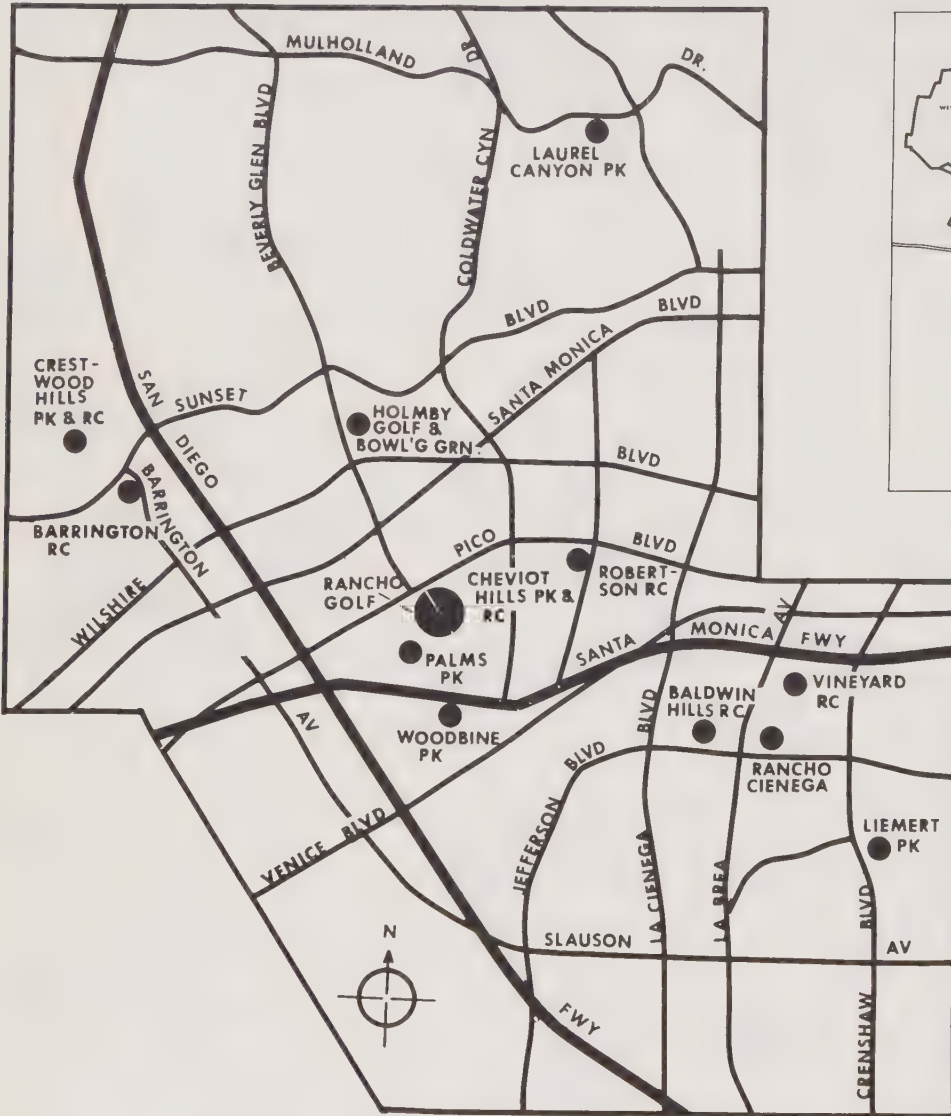 MULHOLLAND
DR
DR.
BEVERLY GLEN BLVD
COLDWATER CYN
LAUREL
CANYON PK
BLVD
BLVD
SANTA MONICA
CREST-
WOOD
HILLS
PK & RC
SAN
DIEGO
SUNSET
HOLMBY
GOLF &
BOWL'G GRN.
BLVD
BARRINGTON
BARRINGTON
RC
WILSHIRE
PICO
BLVD
RANCHO
GOLF
CHEVIOT
HILLS PK &
RC
ROBERT-
SON RC
PALMS
PK
SANTA
MONICA
FWY
AV
WOODBINE
PK
AV
BALDWIN
HILLS RC
VINEYARD
RC
RANCHO
CIENEGA
BLVD
BLVD
VENICE BLVD
JEFFERSON
LA CIENEGA
LA BREA
LIEMERT
PK
BLVD
SLAUSON
AV
N
FWY
CRENSHAW